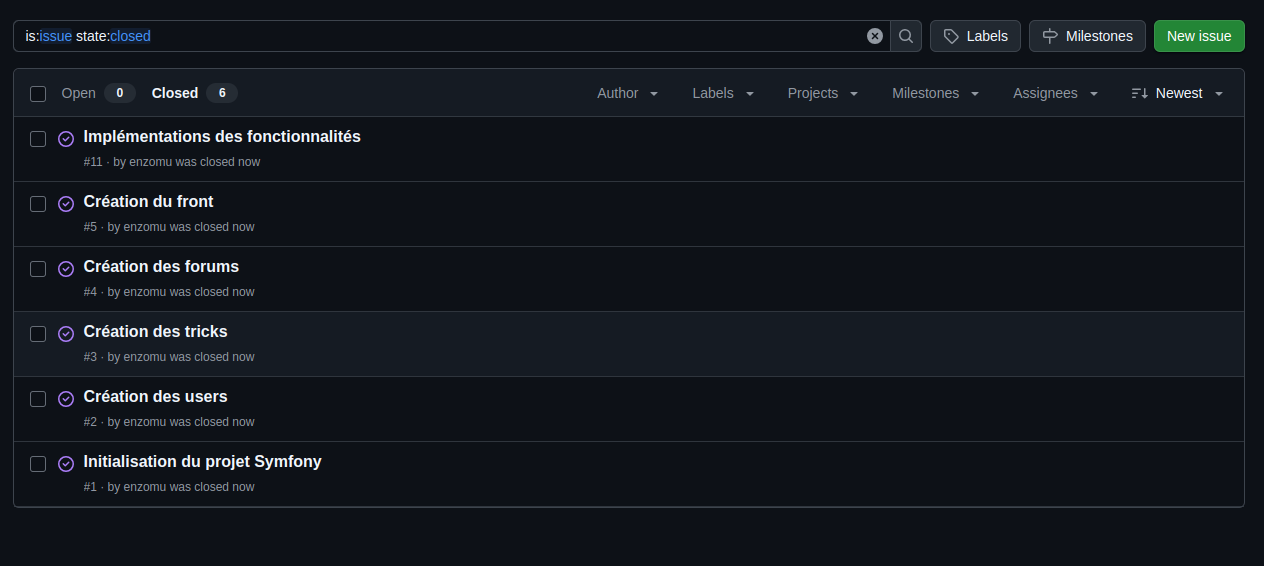 is:issue state:closed
Labels
Milestones
New issue
Open 0 Closed 6 Author Labels Projects Milestones Assignees Newest
Implémentations des fonctionnalités
#11 · by enzomu was closed now
Création du front
#5 · by enzomu was closed now
Création des forums
#4 · by enzomu was closed now
Création des tricks
#3 · by enzomu was closed now
Création des users
#2 · by enzomu was closed now
Initialisation du projet Symfony
#1 · by enzomu was closed now